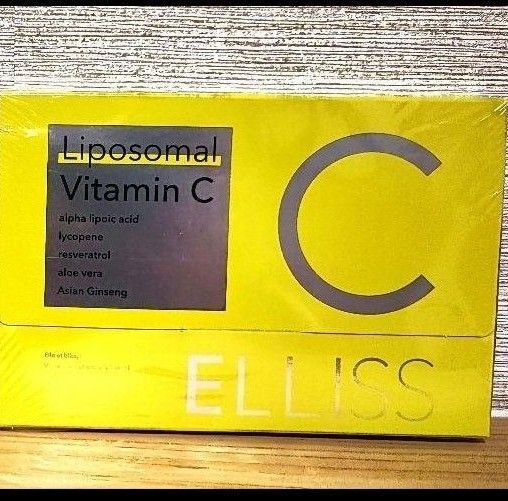 Liposomal
Vitamin C
alpha lipoic acid
lycopene
resveratrol
aloe vera
Asian Ginseng
C
ELLISS